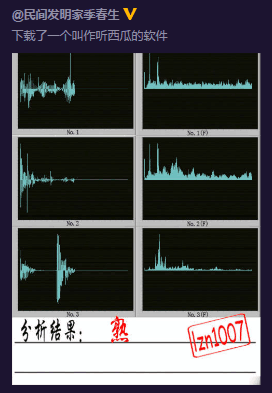 @民间发明家季春生
下载了一个叫作听西瓜的软件
No.1
No.1(F)
No.2
No.2(F)
No.3
No.3(F)
分析结果: 熟
lzn1007